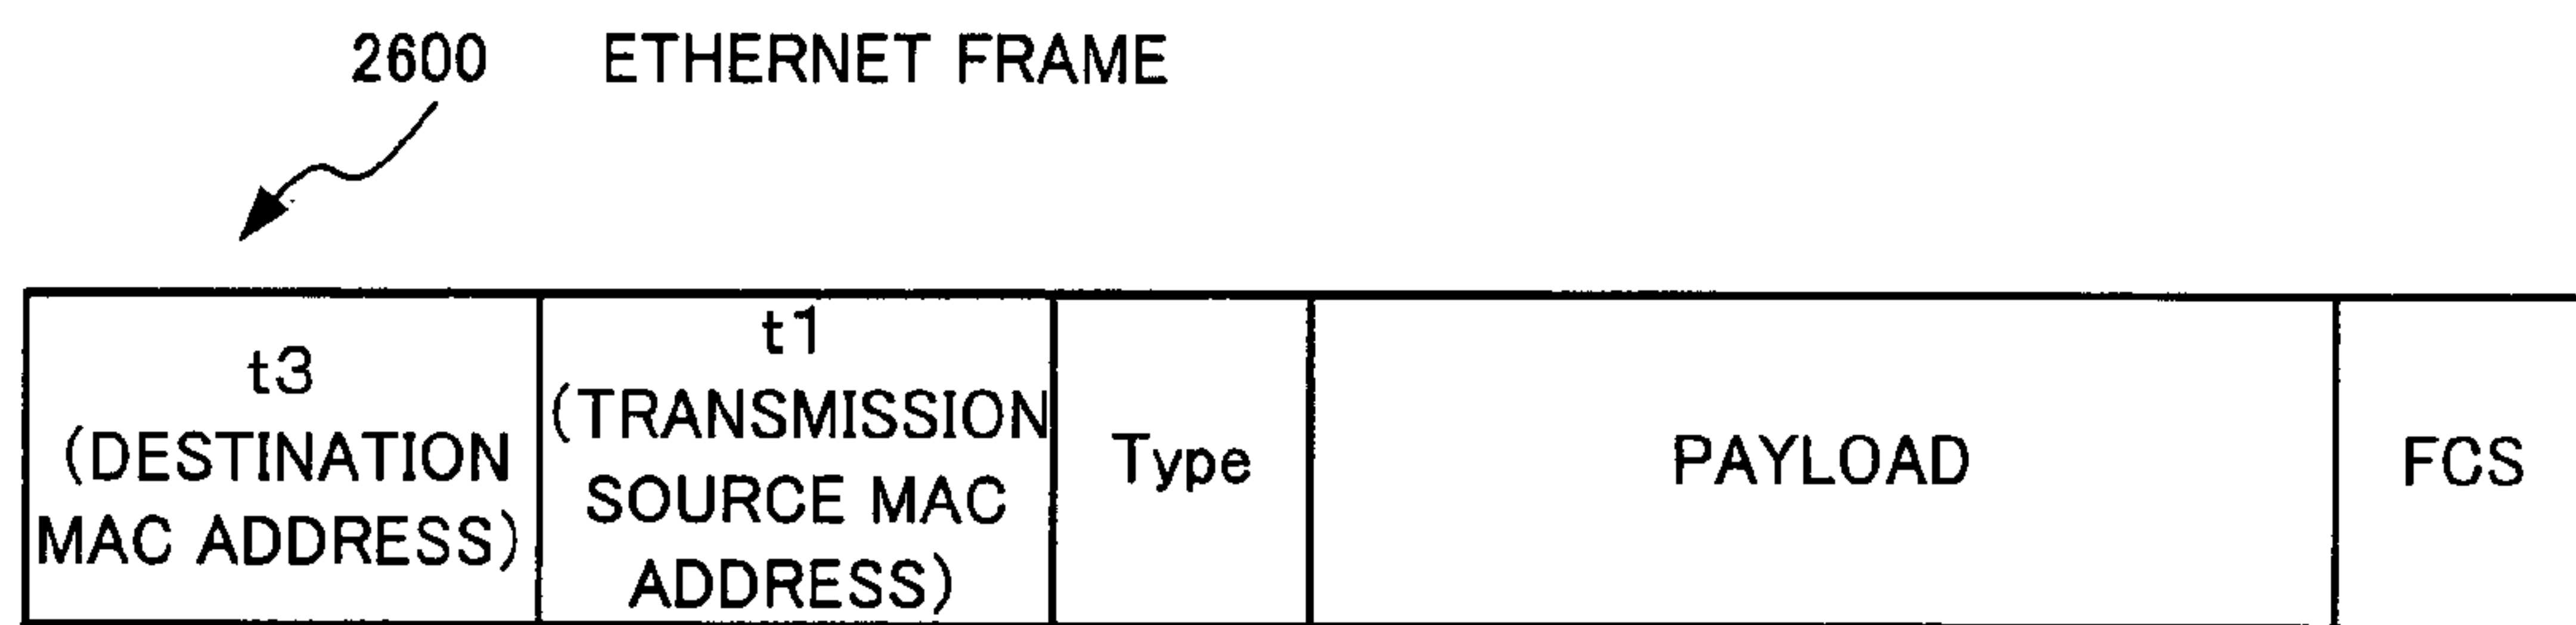 2600 ETHERNET FRAME
t3
(DESTINATION
MAC ADDRESS)
t1
(TRANSMISSION
SOURCE MAC
ADDRESS)
Type
PAYLOAD
FCS